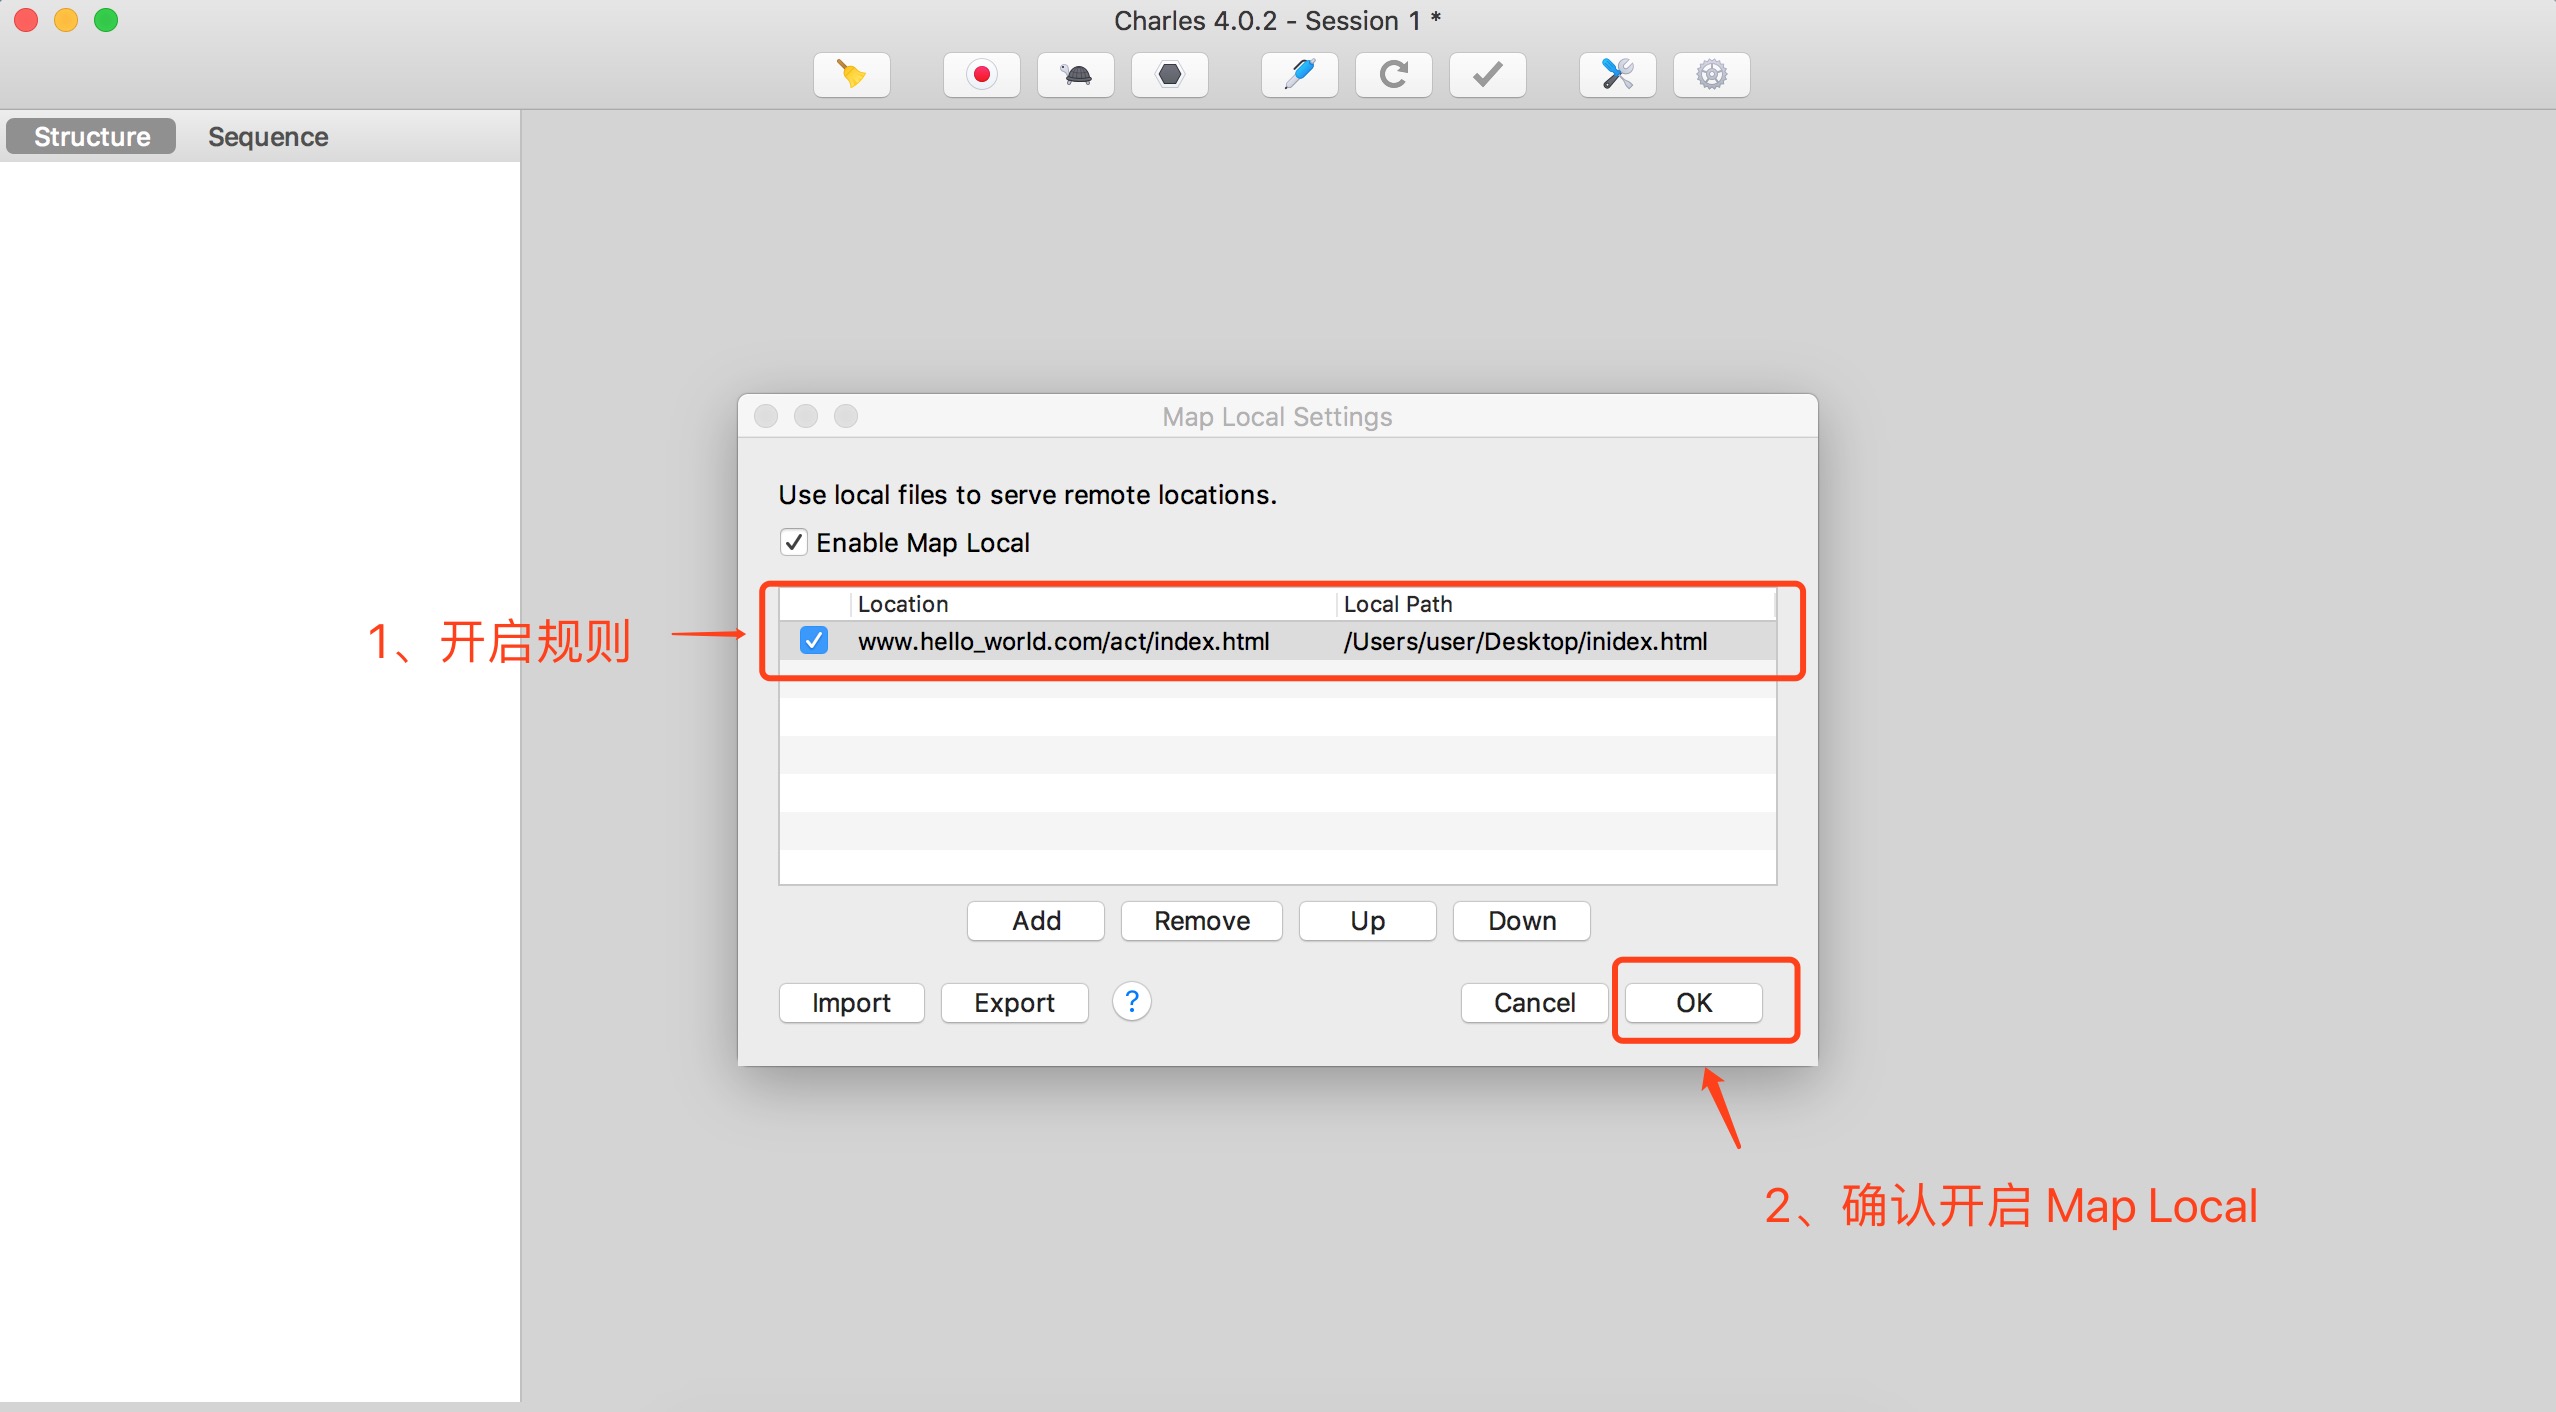 Charles 4.0.2 - Session 1 *
Structure
Sequence
Map Local Settings
Use local files to serve remote locations.
Enable Map Local
Location
Local Path
www.hello_world.com/act/index.html
/Users/user/Desktop/inidex.html
1、开启规则
Add
Remove
Up
Down
Import
Export
?
Cancel
OK
2、确认开启 Map Local